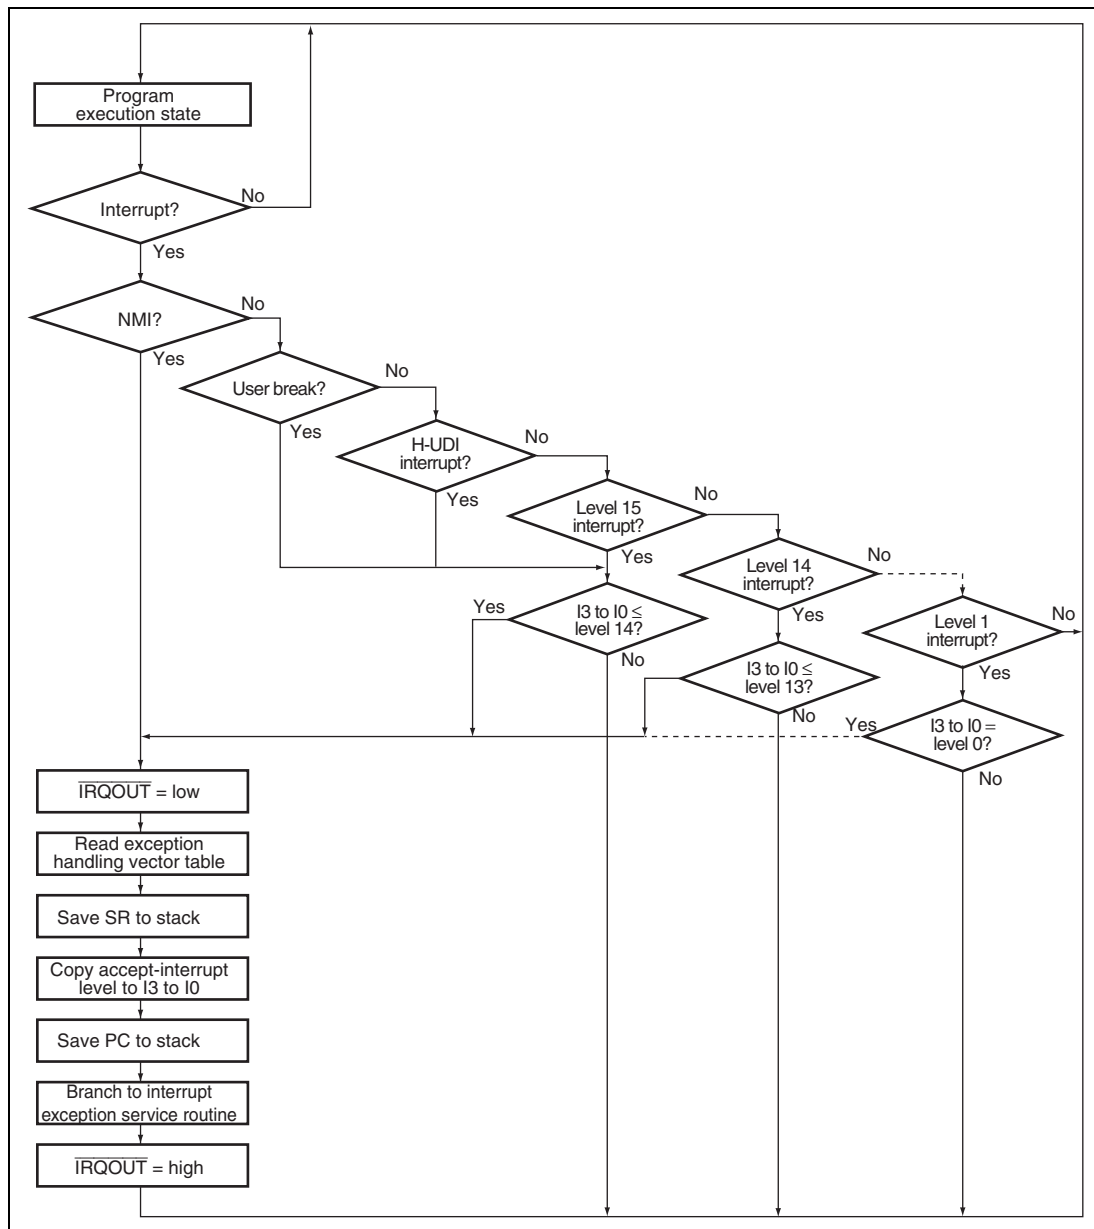 Program
execution state
Interrupt?
No
Yes
NMI?
No
Yes
User break?
No
Yes
H-UDI
interrupt?
No
Yes
Level 15
interrupt?
No
Yes
Level 14
interrupt?
No
Yes
Level 1
interrupt?
No
Yes
I3 to I0 ≤
level 14?
Yes
No
I3 to I0 ≤
level 13?
No
I3 to I0 =
level 0?
Yes
No
IRQOUT = low
Read exception
handling vector table
Save SR to stack
Copy accept-interrupt
level to I3 to I0
Save PC to stack
Branch to interrupt
exception service routine
IRQOUT = high